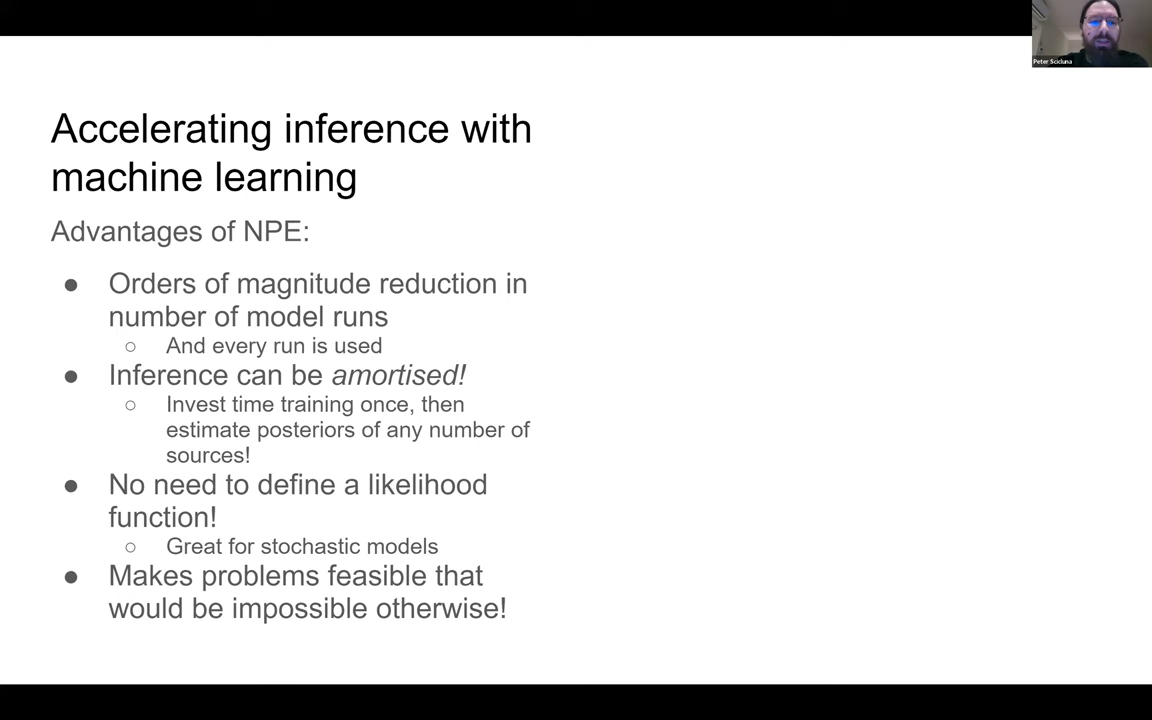 Peter Scicluna
Accelerating inference with
machine learning
Advantages of NPE:
● Orders of magnitude reduction in
number of model runs
○ And every run is used
● Inference can be amortised!
○ Invest time training once, then
estimate posteriors of any number of
sources!
● No need to define a likelihood
function!
○ Great for stochastic models
● Makes problems feasible that
would be impossible otherwise!